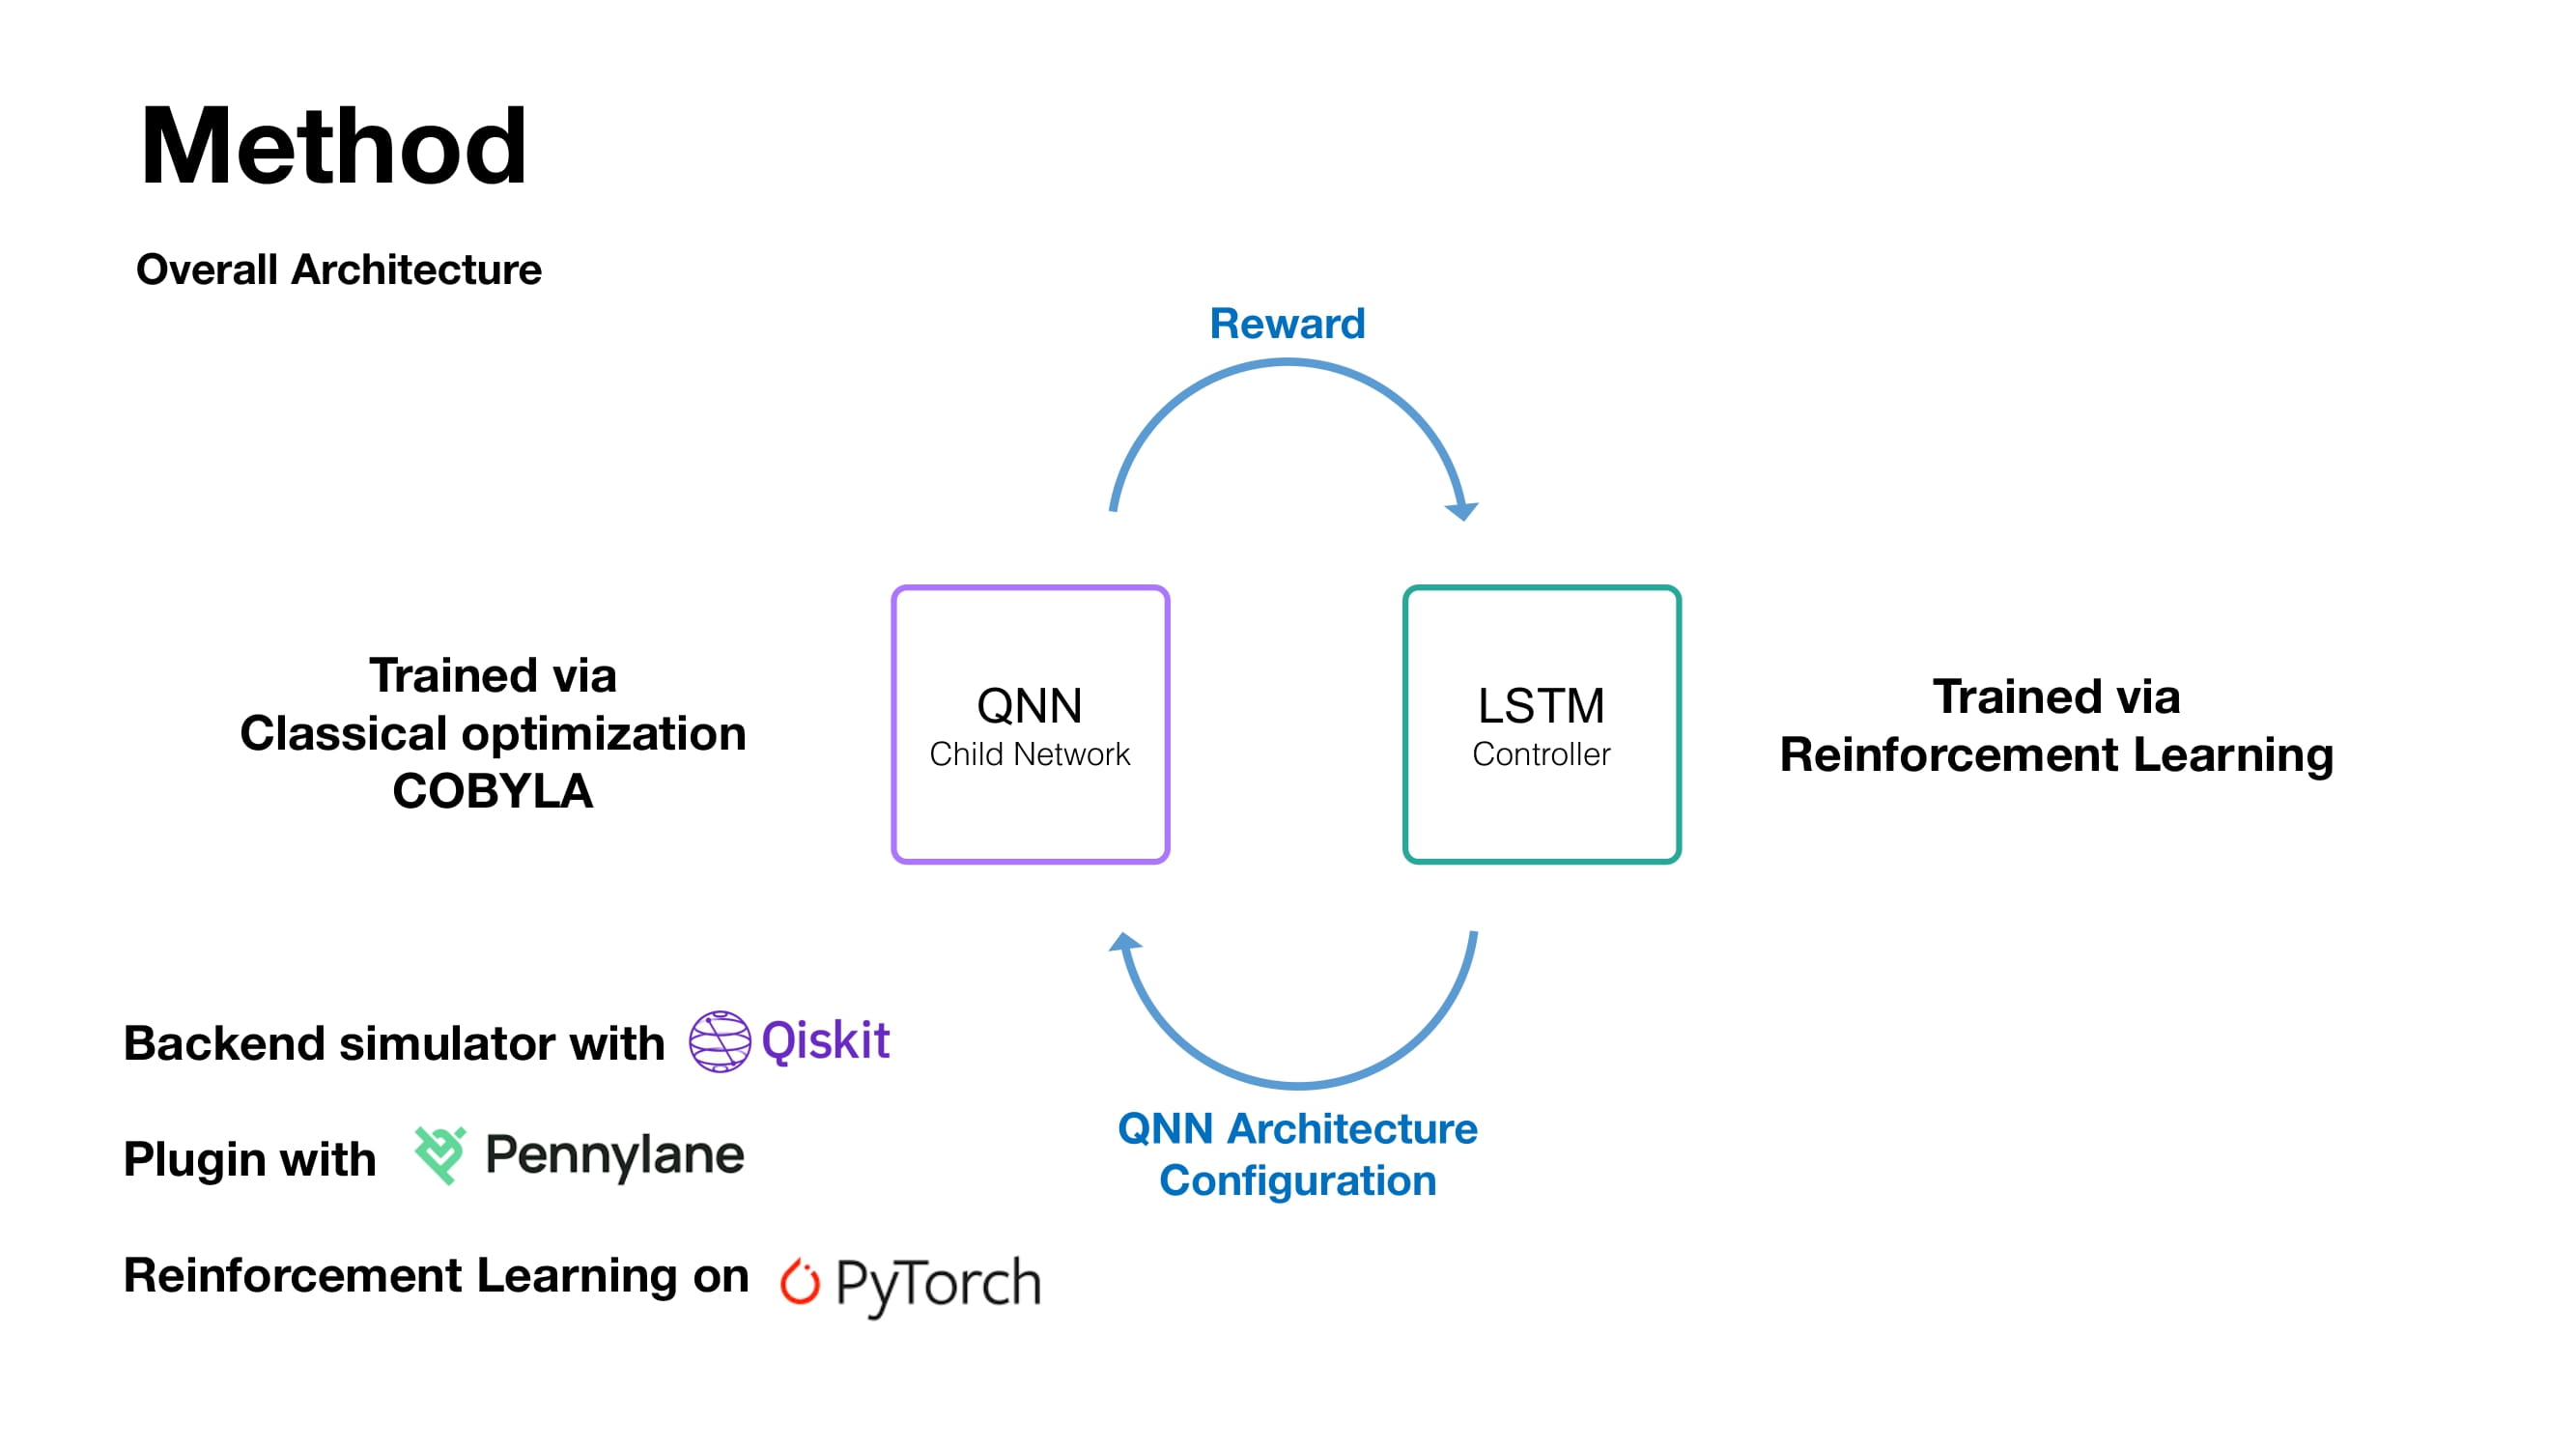 Method
Overall Architecture
Reward
Trained via
Classical optimization
COBYLA
QNN
Child Network
LSTM
Controller
Trained via
Reinforcement Learning
Backend simulator with Qiskit
Plugin with Pennylane
Reinforcement Learning on PyTorch
QNN Architecture
Configuration